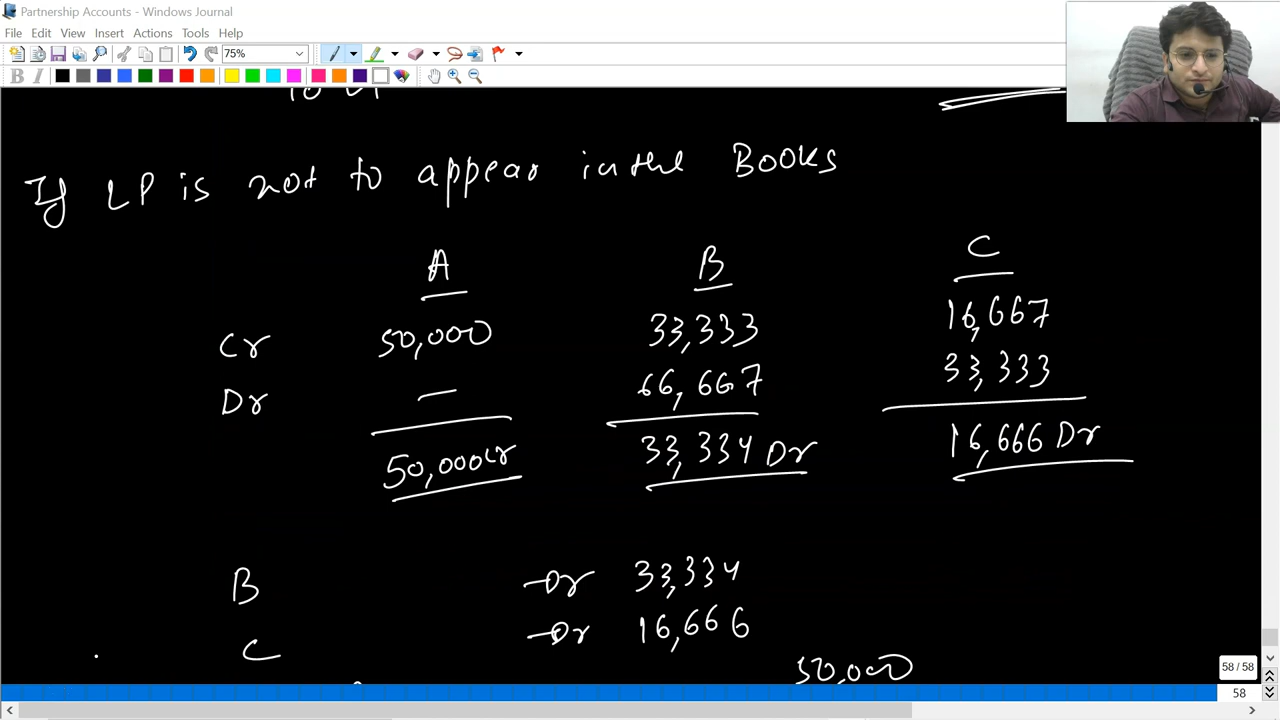 Partnership Accounts - Windows Journal
File Edit View Insert Actions Tools Help
75%
B I
To LP
If LP is not to appear in the Books
A B C
Cr 50,000 33,333 16,667
Dr — 66,667 33,333
50,000 Cr 33,334 Dr 16,666 Dr
B Dr 33,334
C Dr 16,666
50,000
58 / 58
58